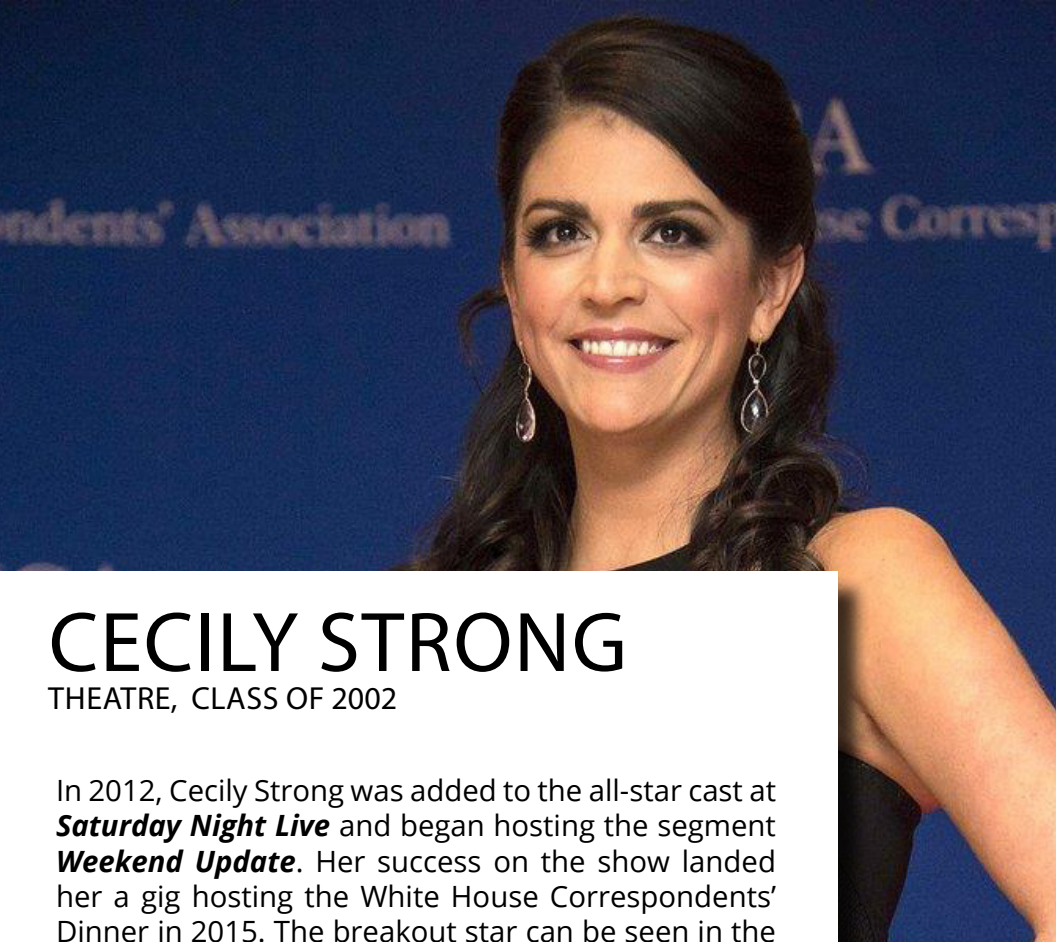 A
ndents' Association
se Corresp
CECILY STRONG
THEATRE, CLASS OF 2002
In 2012, Cecily Strong was added to the all-star cast at
Saturday Night Live and began hosting the segment
Weekend Update. Her success on the show landed
her a gig hosting the White House Correspondents'
Dinner in 2015. The breakout star can be seen in the